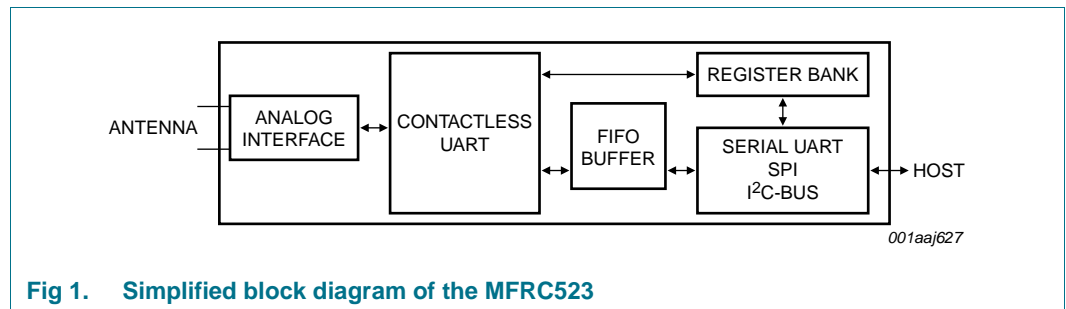 ANTENNA
ANALOG
INTERFACE
CONTACTLESS
UART
FIFO
BUFFER
REGISTER BANK
SERIAL UART
SPI
I²C-BUS
HOST
001aaj627
Fig 1. Simplified block diagram of the MFRC523